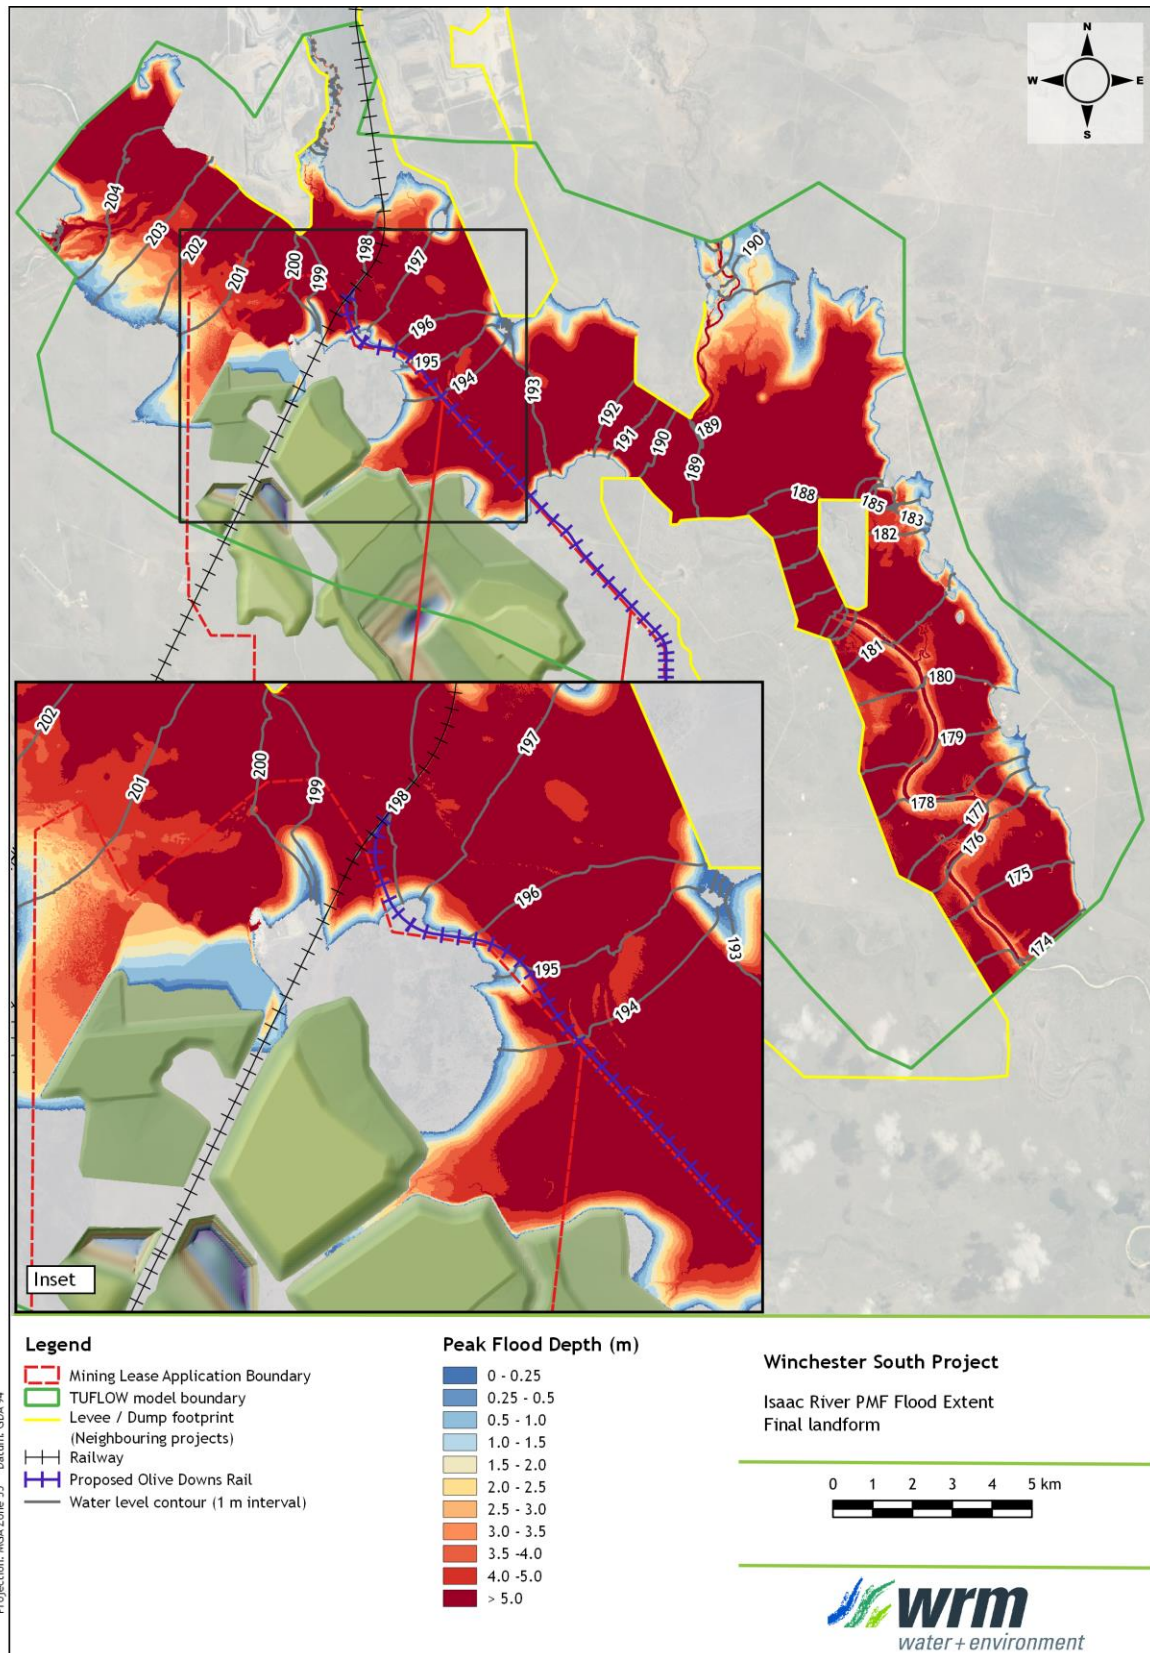 N
W
E
S
204
203
202
201
200
199
198
197
196
195
194
193
192
191
190
189
189
190
188
185
183
182
181
180
179
178
177
176
175
174
202
201
200
199
198
197
196
195
194
193
Inset
Legend
Mining Lease Application Boundary
TUFLOW model boundary
Levee / Dump footprint
(Neighbouring projects)
Railway
Proposed Olive Downs Rail
Water level contour (1 m interval)
Peak Flood Depth (m)
0 - 0.25
0.25 - 0.5
0.5 - 1.0
1.0 - 1.5
1.5 - 2.0
2.0 - 2.5
2.5 - 3.0
3.0 - 3.5
3.5 -4.0
4.0 -5.0
> 5.0
Winchester South Project
Isaac River PMF Flood Extent
Final landform
0 1 2 3 4 5 km
wrm
water + environment